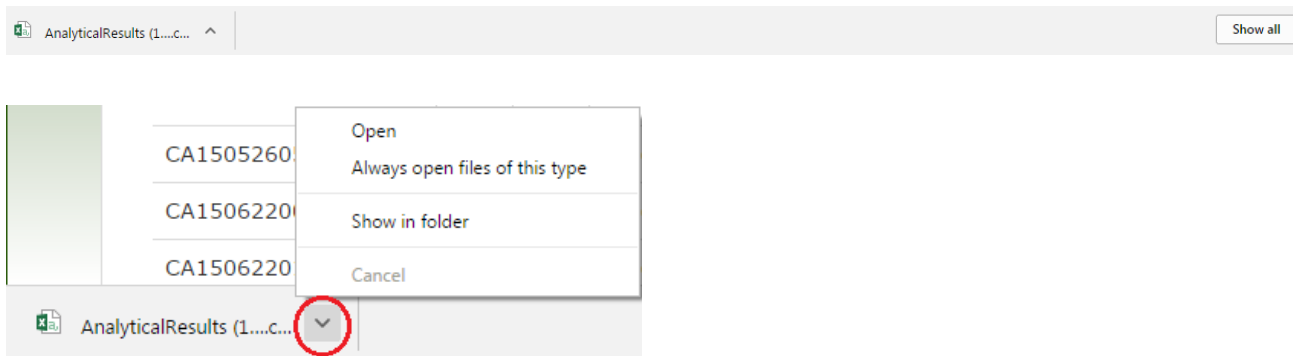 AnalyticalResults (1....c...
Show all
Open
CA15052605
Always open files of this type
CA1506220
Show in folder
CA1506220
Cancel
AnalyticalResults (1....c...